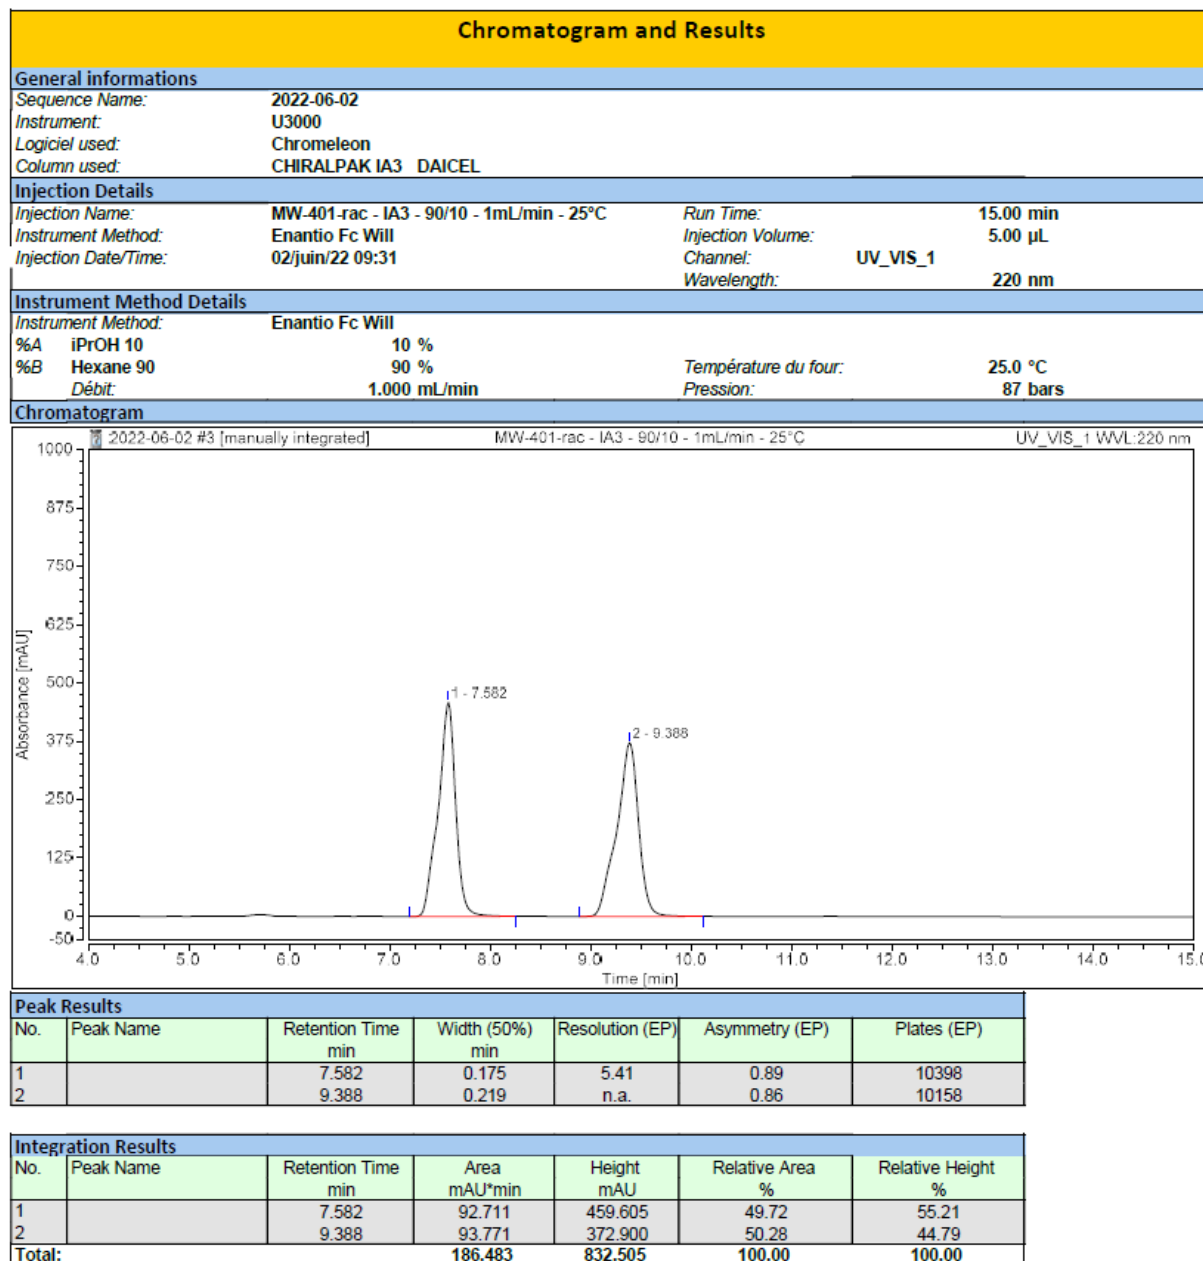 Chromatogram and Results
General informations
Sequence Name: 2022-06-02
Instrument: U3000
Logiciel used: Chromeleon
Column used: CHIRALPAK IA3 DAICEL
Injection Details
Injection Name: MW-401-rac - IA3 - 90/10 - 1mL/min - 25°C Run Time: 15.00 min
Instrument Method: Enantio Fc Will Injection Volume: 5.00 µL
Injection Date/Time: 02/juin/22 09:31 Channel: UV_VIS_1
Wavelength: 220 nm
Instrument Method Details
Instrument Method: Enantio Fc Will
%A iPrOH 10 10 %
%B Hexane 90 90 % Température du four: 25.0 °C
Débit: 1.000 mL/min Pression: 87 bars
Chromatogram
2022-06-02 #3 [manually integrated] MW-401-rac - IA3 - 90/10 - 1mL/min - 25°C UV_VIS_1 WVL:220 nm
1000
875
750
625
500
375
250
125
0
-50
Absorbance [mAU]
1 - 7.582
2 - 9.388
4.0 5.0 6.0 7.0 8.0 9.0 10.0 11.0 12.0 13.0 14.0 15.0
Time [min]
Peak Results
No. Peak Name Retention Time Width (50%) Resolution (EP) Asymmetry (EP) Plates (EP)
min min
1 7.582 0.175 5.41 0.89 10398
2 9.388 0.219 n.a. 0.86 10158
Integration Results
No. Peak Name Retention Time Area Height Relative Area Relative Height
min mAU*min mAU % %
1 7.582 92.711 459.605 49.72 55.21
2 9.388 93.771 372.900 50.28 44.79
Total: 186.483 832.505 100.00 100.00